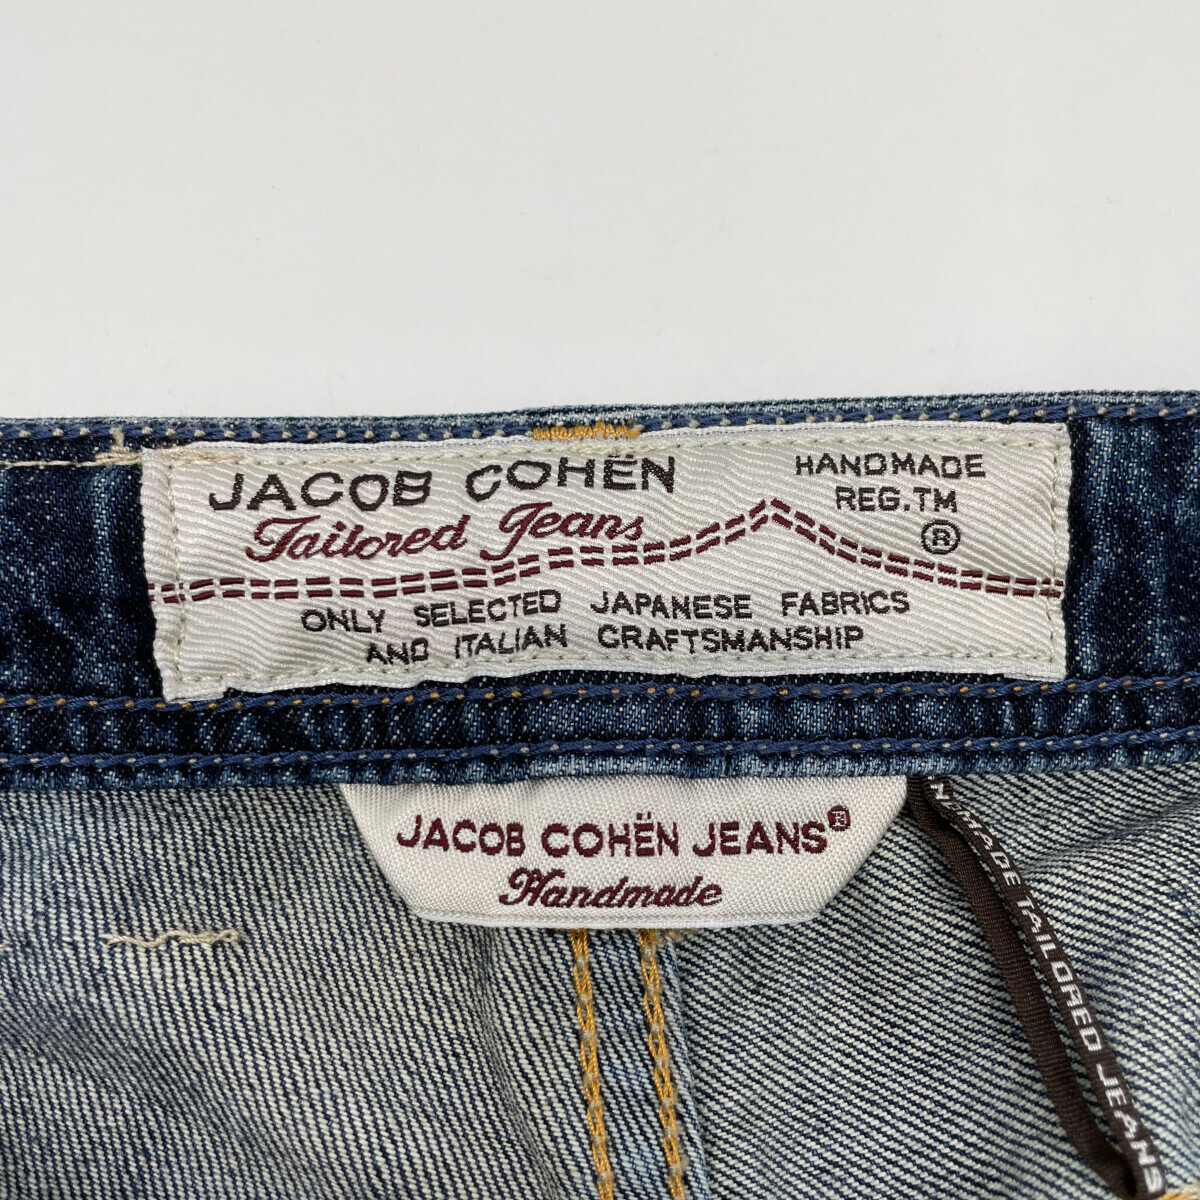 JACOB COHËN
Tailored Jeans
HANDMADE
REG.TM
®
ONLY SELECTED JAPANESE FABRICS
AND ITALIAN CRAFTSMANSHIP
JACOB COHËN JEANS®
Handmade
TAILORED JEANS